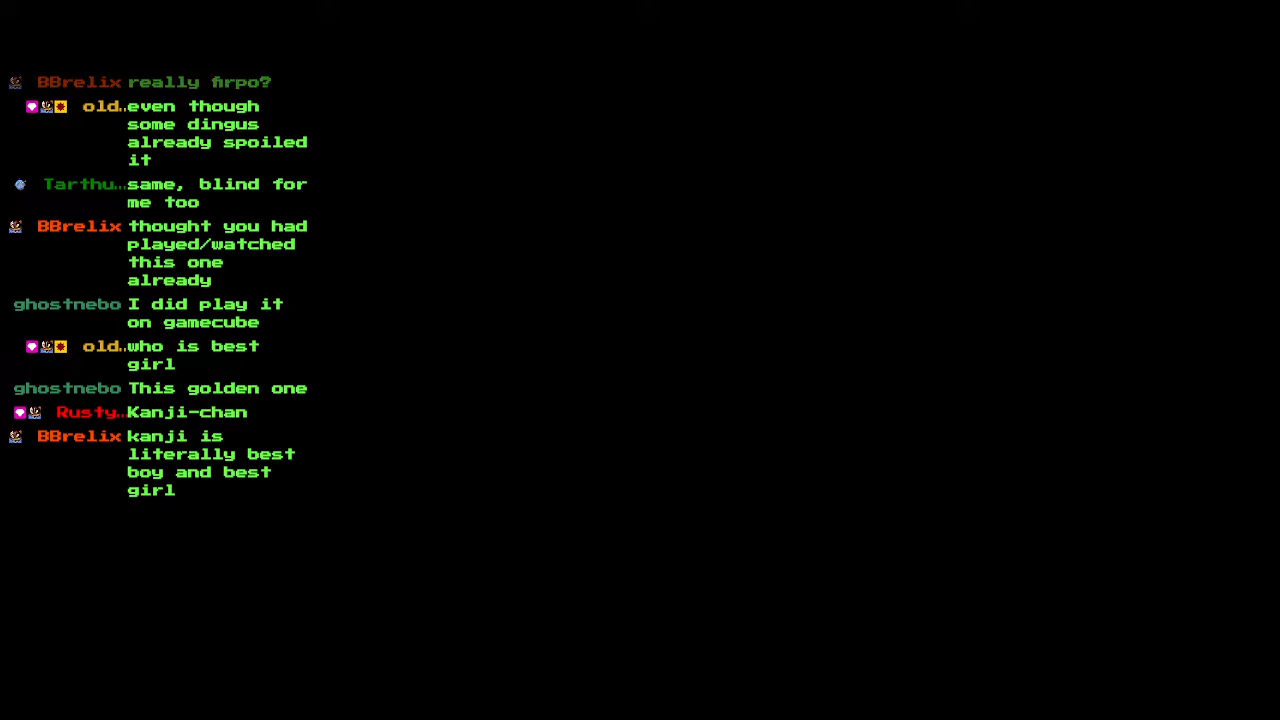 BBrelix really firpo?
old..even though
some dingus
already spoiled
it
Tarthu..same, blind for
me too
BBrelix thought you had
played/watched
this one
already
ghostnebo I did play it
on gamecube
old..who is best
girl
ghostnebo This golden one
Rusty..Kanji-chan
BBrelix kanji is
literally best
boy and best
girl